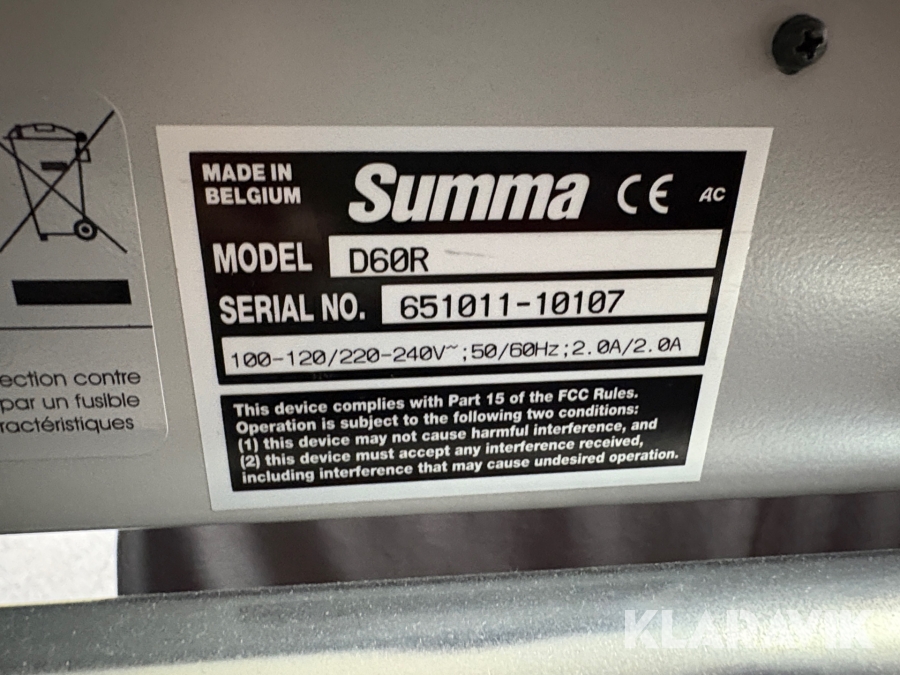 MADE IN
BELGIUM
Summa CE AC
MODEL D60R
SERIAL NO. 651011-10107
100-120/220-240V~;50/60Hz;2.0A/2.0A
This device complies with Part 15 of the FCC Rules.
Operation is subject to the following two conditions:
(1) this device may not cause harmful interference, and
(2) this device must accept any interference received,
including interference that may cause undesired operation.
ection contre
par un fusible
ractéristiques
KLARAVIK